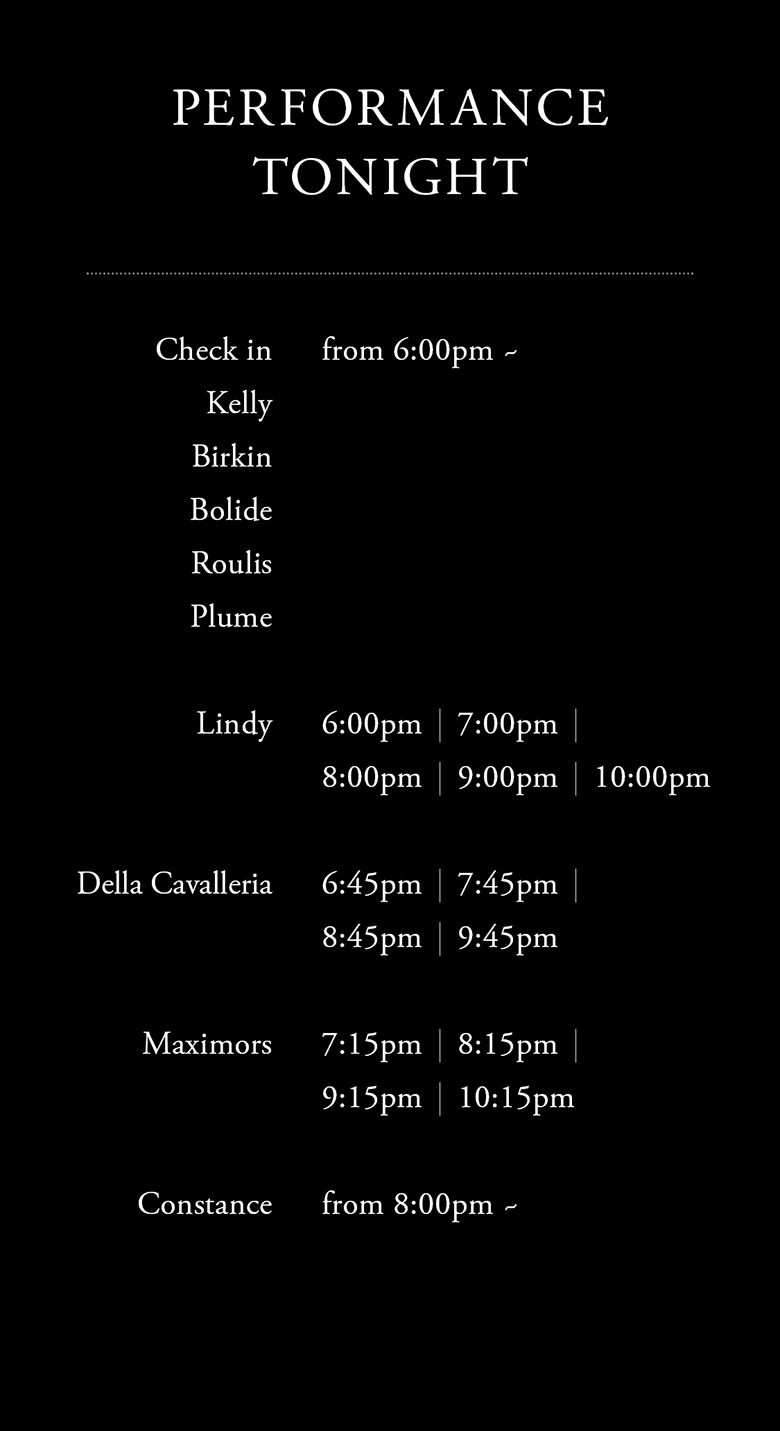 PERFORMANCE
TONIGHT
Check in from 6:00pm ~
Kelly
Birkin
Bolide
Roulis
Plume
Lindy 6:00pm | 7:00pm |
8:00pm | 9:00pm | 10:00pm
Della Cavalleria 6:45pm | 7:45pm |
8:45pm | 9:45pm
Maximors 7:15pm | 8:15pm |
9:15pm | 10:15pm
Constance from 8:00pm ~